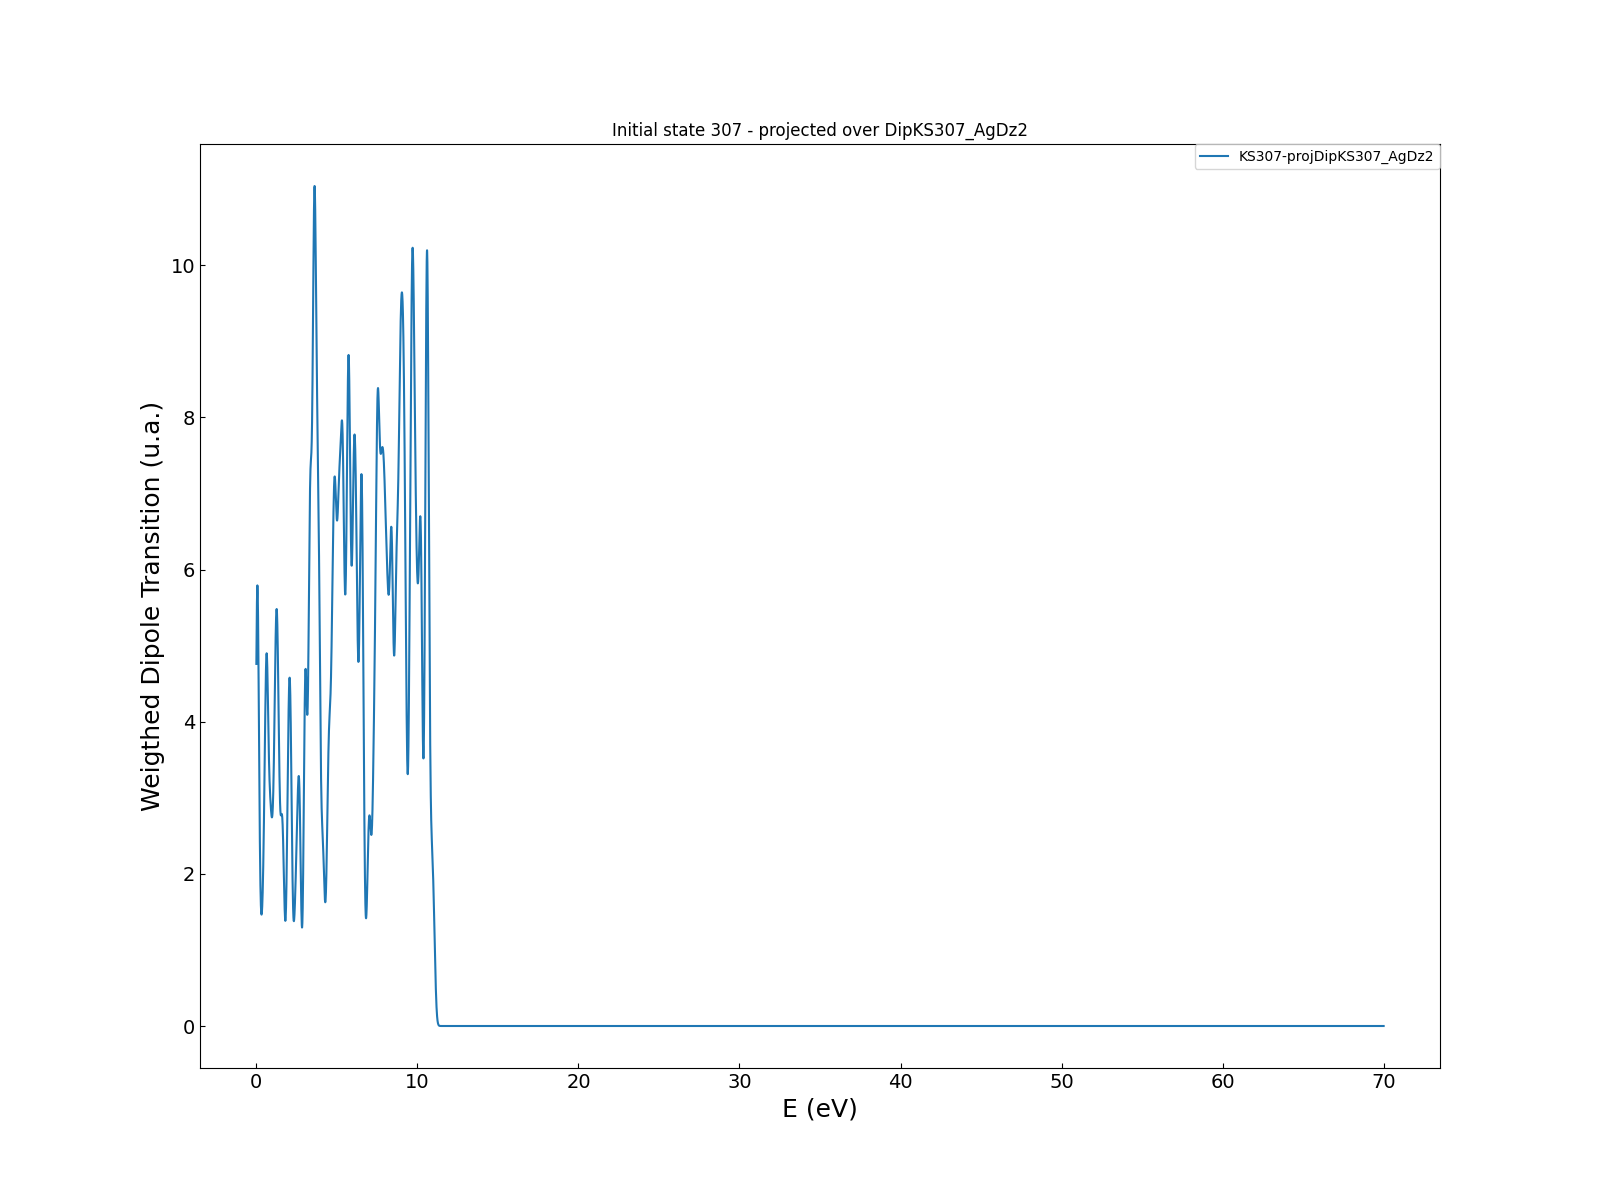 Initial state 307 - projected over DipKS307_AgDz2
KS307-projDipKS307_AgDz2
Weigthed Dipole Transition (u.a.)
10
8
6
4
2
0
0 10 20 30 40 50 60 70
E (eV)